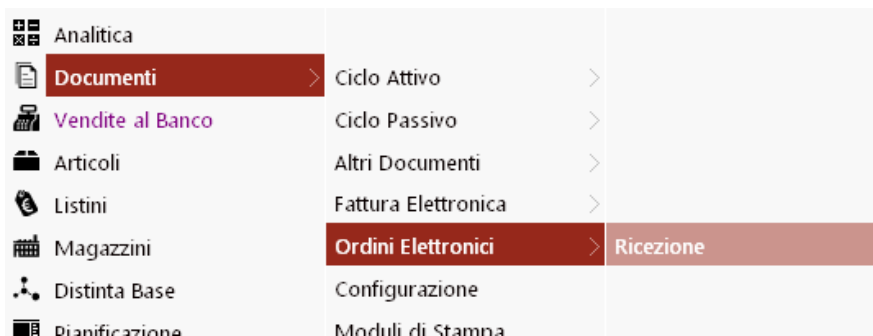 Analitica
Documenti
Ciclo Attivo
Vendite al Banco
Ciclo Passivo
Articoli
Altri Documenti
Listini
Fattura Elettronica
Magazzini
Ordini Elettronici
Ricezione
Distinta Base
Configurazione
Pianificazione
Moduli di Stampa